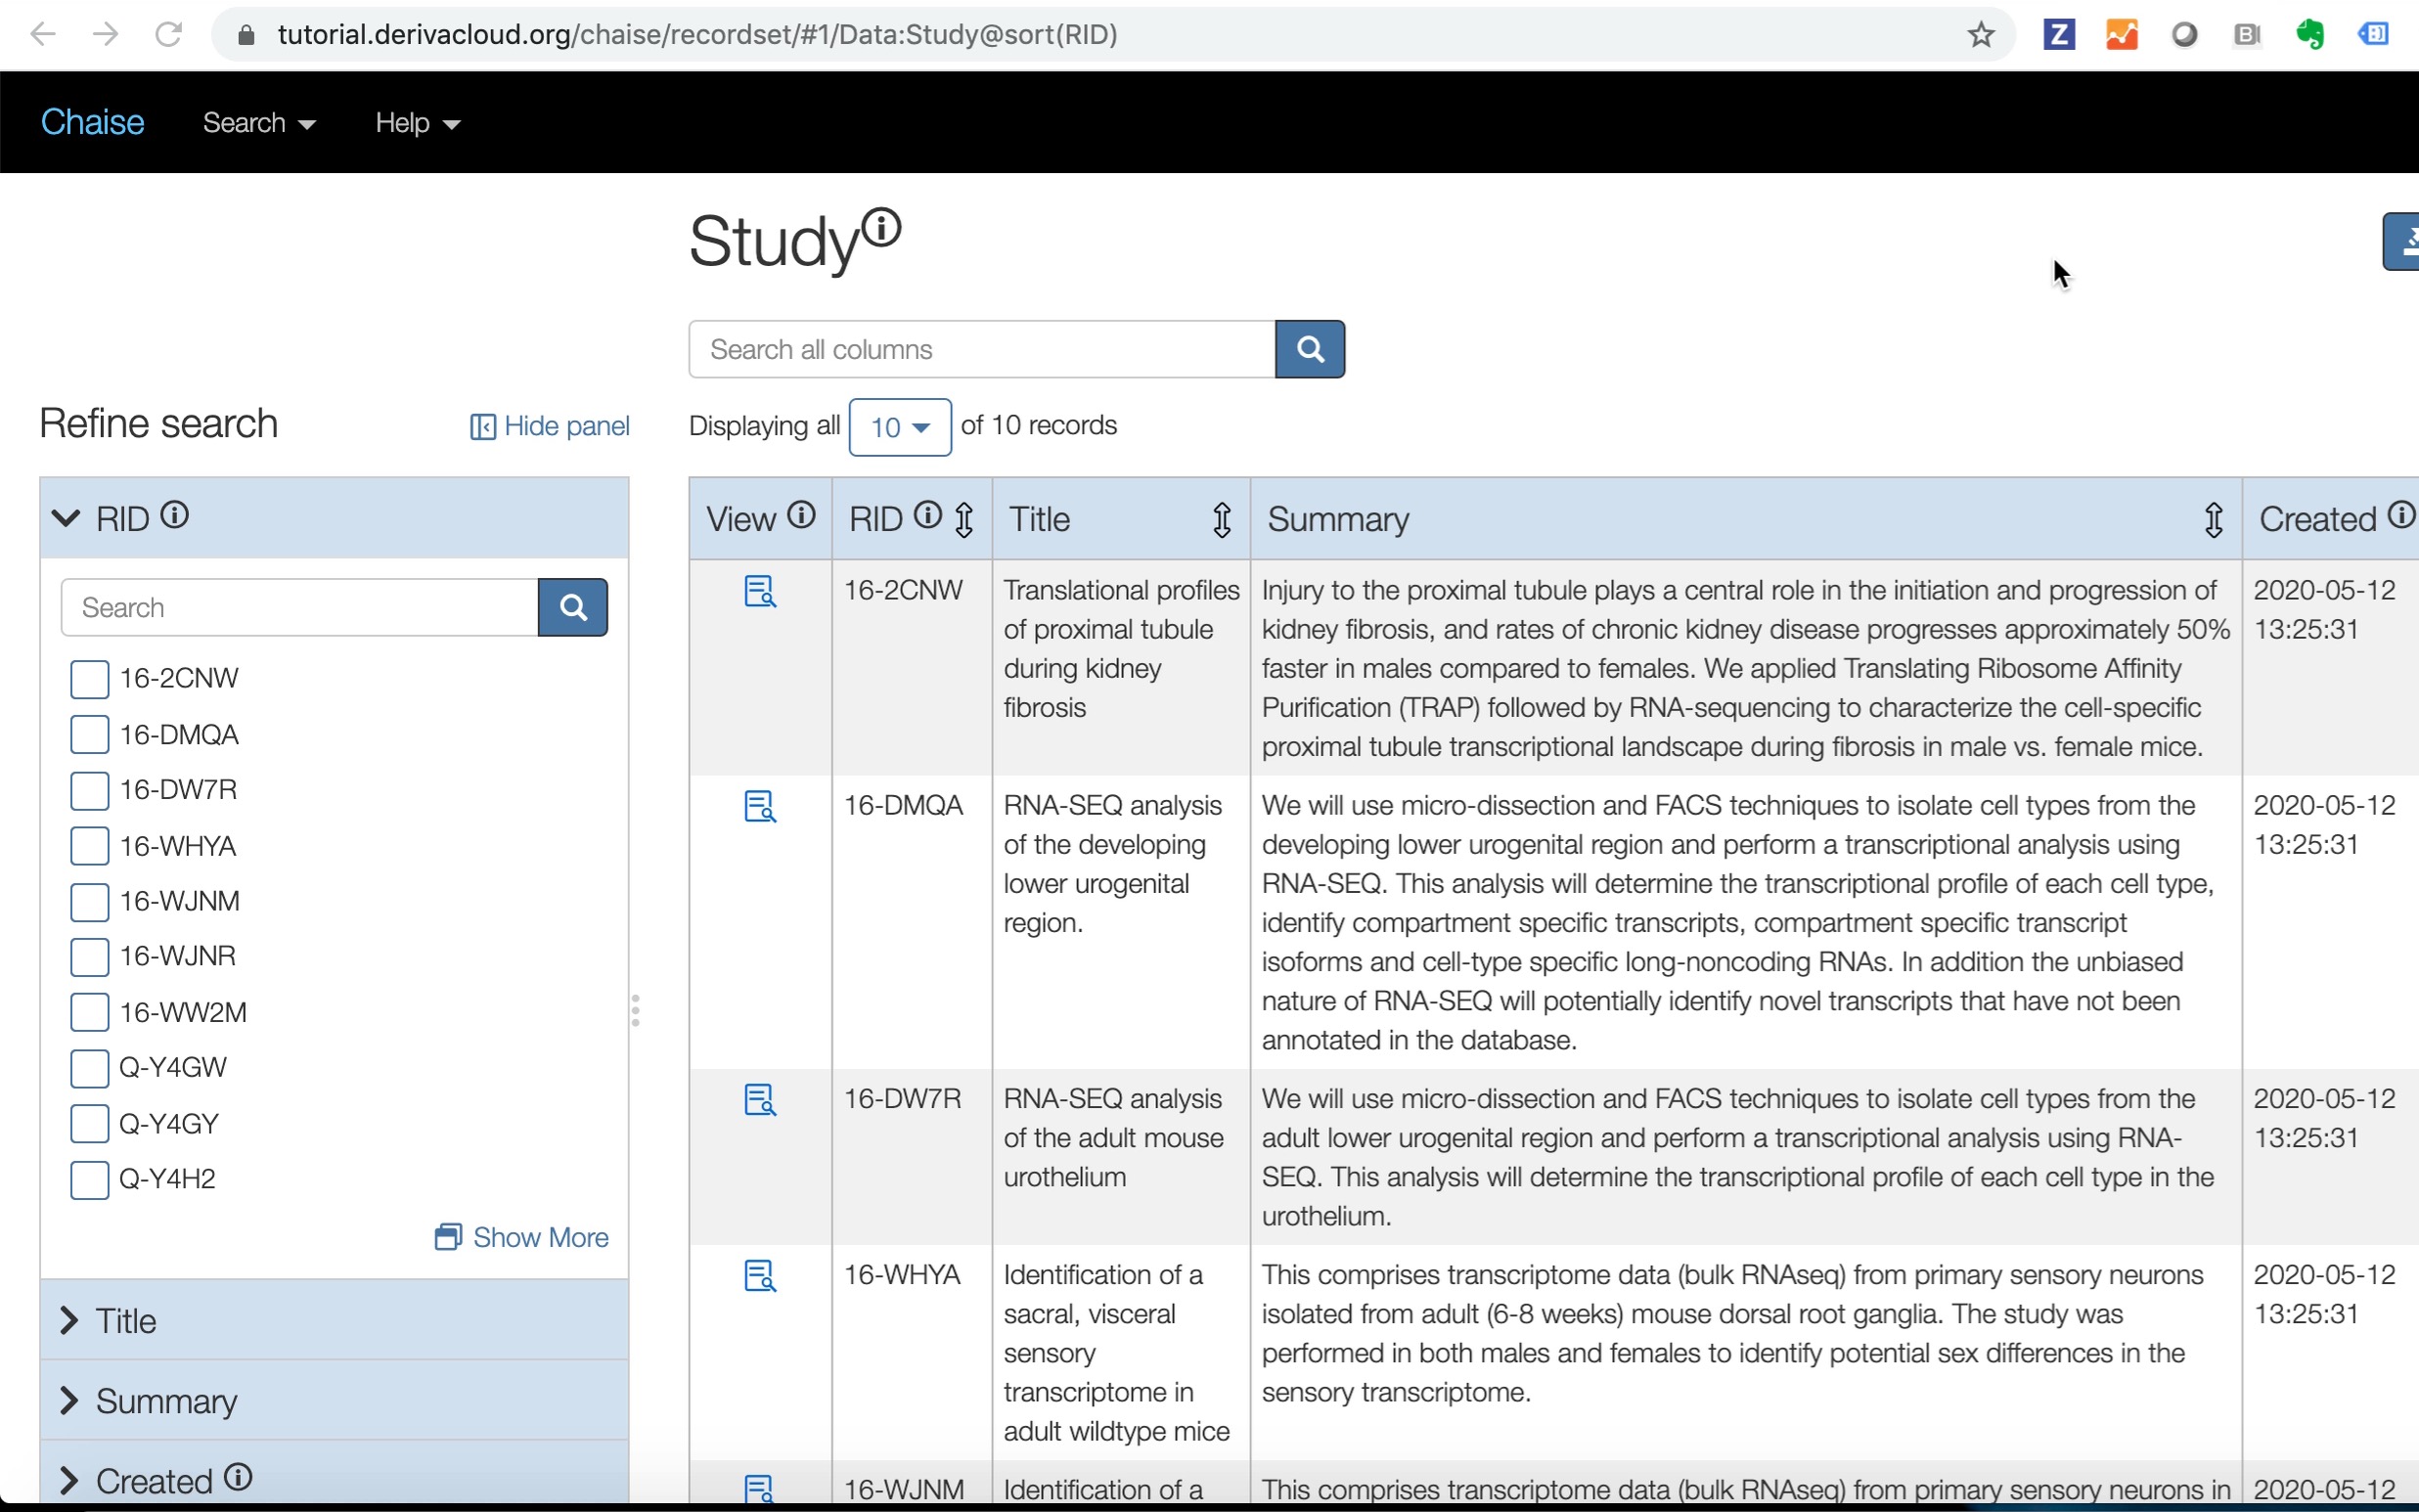 tutorial.derivacloud.org/chaise/recordset/#1/Data:Study@sort(RID)
Chaise Search Help
Study
Search all columns
Refine search Hide panel
Displaying all 10 of 10 records
RID
Search
16-2CNW
16-DMQA
16-DW7R
16-WHYA
16-WJNM
16-WJNR
16-WW2M
Q-Y4GW
Q-Y4GY
Q-Y4H2
Show More
Title
Summary
Created
View RID Title Summary Created
16-2CNW
Translational profiles
of proximal tubule
during kidney
fibrosis
Injury to the proximal tubule plays a central role in the initiation and progression of
kidney fibrosis, and rates of chronic kidney disease progresses approximately 50%
faster in males compared to females. We applied Translating Ribosome Affinity
Purification (TRAP) followed by RNA-sequencing to characterize the cell-specific
proximal tubule transcriptional landscape during fibrosis in male vs. female mice.
2020-05-12
13:25:31
16-DMQA
RNA-SEQ analysis
of the developing
lower urogenital
region.
We will use micro-dissection and FACS techniques to isolate cell types from the
developing lower urogenital region and perform a transcriptional analysis using
RNA-SEQ. This analysis will determine the transcriptional profile of each cell type,
identify compartment specific transcripts, compartment specific transcript
isoforms and cell-type specific long-noncoding RNAs. In addition the unbiased
nature of RNA-SEQ will potentially identify novel transcripts that have not been
annotated in the database.
2020-05-12
13:25:31
16-DW7R
RNA-SEQ analysis
of the adult mouse
urothelium
We will use micro-dissection and FACS techniques to isolate cell types from the
adult lower urogenital region and perform a transcriptional analysis using RNA-
SEQ. This analysis will determine the transcriptional profile of each cell type in the
urothelium.
2020-05-12
13:25:31
16-WHYA
Identification of a
sacral, visceral
sensory
transcriptome in
adult wildtype mice
This comprises transcriptome data (bulk RNAseq) from primary sensory neurons
isolated from adult (6-8 weeks) mouse dorsal root ganglia. The study was
performed in both males and females to identify potential sex differences in the
sensory transcriptome.
2020-05-12
13:25:31
16-WJNM
Identification of a
This comprises transcriptome data (bulk RNAseq) from primary sensory neurons in
2020-05-12